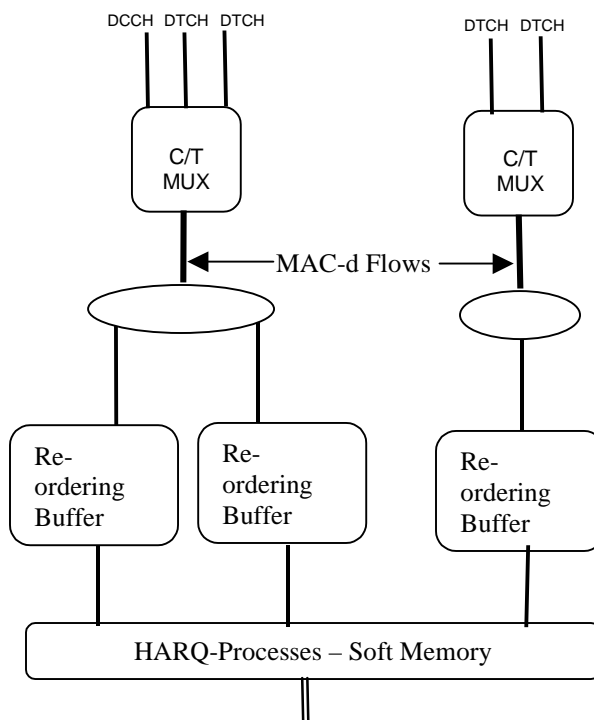 DCCH DTCH DTCH
DTCH DTCH
C/T
MUX
C/T
MUX
MAC-d Flows
Re-
ordering
Buffer
Re-
ordering
Buffer
Re-
ordering
Buffer
HARQ-Processes – Soft Memory